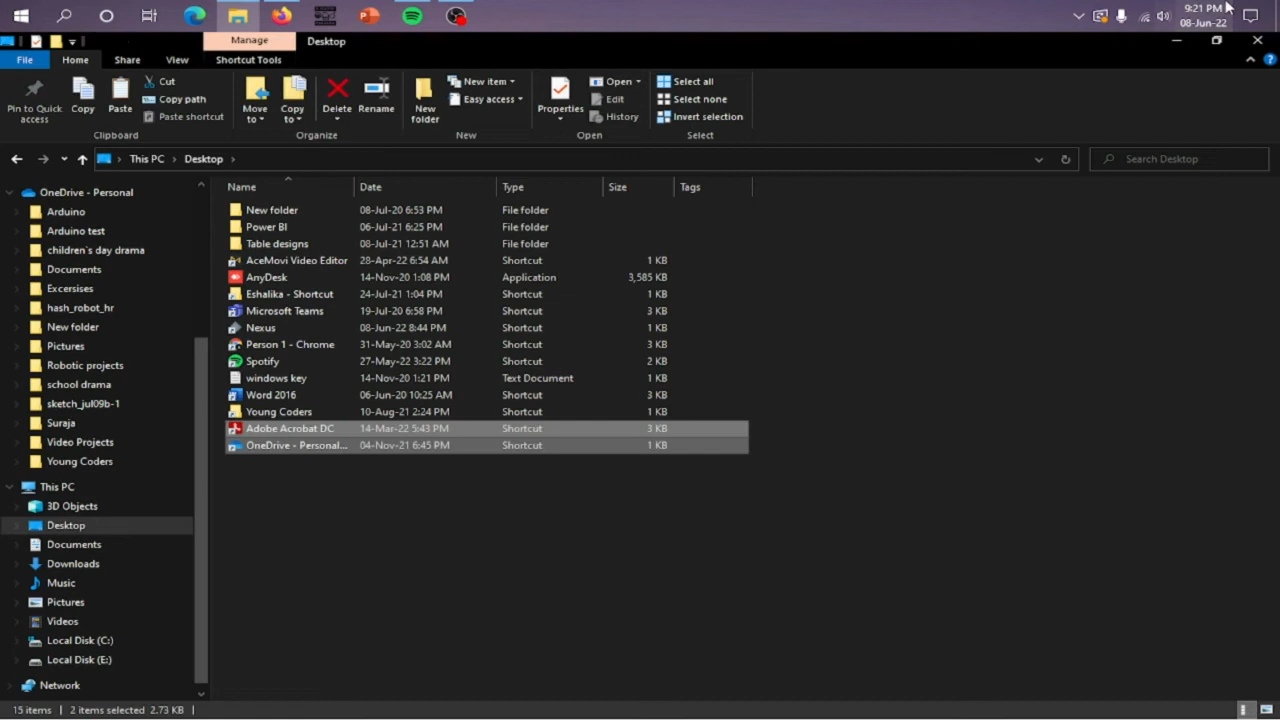 9:21 PM
08-Jun-22
Manage
Desktop
File
Home
Share
View
Shortcut Tools
Pin to Quick access
Copy
Paste
Cut
Copy path
Paste shortcut
Clipboard
Move to
Copy to
Delete
Rename
Organize
New folder
New item
Easy access
New
Properties
Open
Edit
History
Open
Select all
Select none
Invert selection
Select
This PC
Desktop
Search Desktop
Name
Date
Type
Size
Tags
New folder 08-Jul-20 6:53 PM File folder
Power BI 06-Jul-21 6:25 PM File folder
Table designs 08-Jul-21 12:51 AM File folder
AceMovi Video Editor 28-Apr-22 6:54 AM Shortcut 1 KB
AnyDesk 14-Nov-20 1:08 PM Application 3,585 KB
Eshalika - Shortcut 24-Jul-21 1:04 PM Shortcut 1 KB
Microsoft Teams 19-Jul-20 6:58 PM Shortcut 3 KB
Nexus 08-Jun-22 8:44 PM Shortcut 1 KB
Person 1 - Chrome 31-May-20 3:02 AM Shortcut 3 KB
Spotify 27-May-22 3:22 PM Shortcut 2 KB
windows key 14-Nov-20 1:21 PM Text Document 1 KB
Word 2016 06-Jun-20 10:25 AM Shortcut 3 KB
Young Coders 10-Aug-21 2:24 PM Shortcut 1 KB
Adobe Acrobat DC 14-Mar-22 5:43 PM Shortcut 3 KB
OneDrive - Personal... 04-Nov-21 6:45 PM Shortcut 1 KB
OneDrive - Personal
Arduino
Arduino test
children`s day drama
Documents
Excersises
hash_robot_hr
New folder
Pictures
Robotic projects
school drama
sketch_jul09b-1
Suraja
Video Projects
Young Coders
This PC
3D Objects
Desktop
Documents
Downloads
Music
Pictures
Videos
Local Disk (C:)
Local Disk (E:)
Network
15 items
2 items selected 2.73 KB